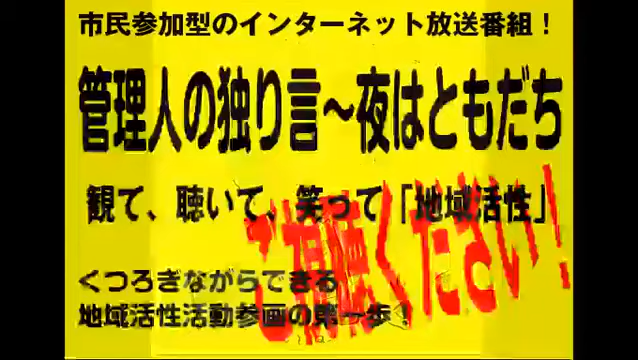 市民参加型のインターネット放送番組！
管理人の独り言～夜はともだち
観て、聴いて、笑って「地域活性」
ご視聴ください！
くつろぎながらできる
地域活性活動参画の第一歩！